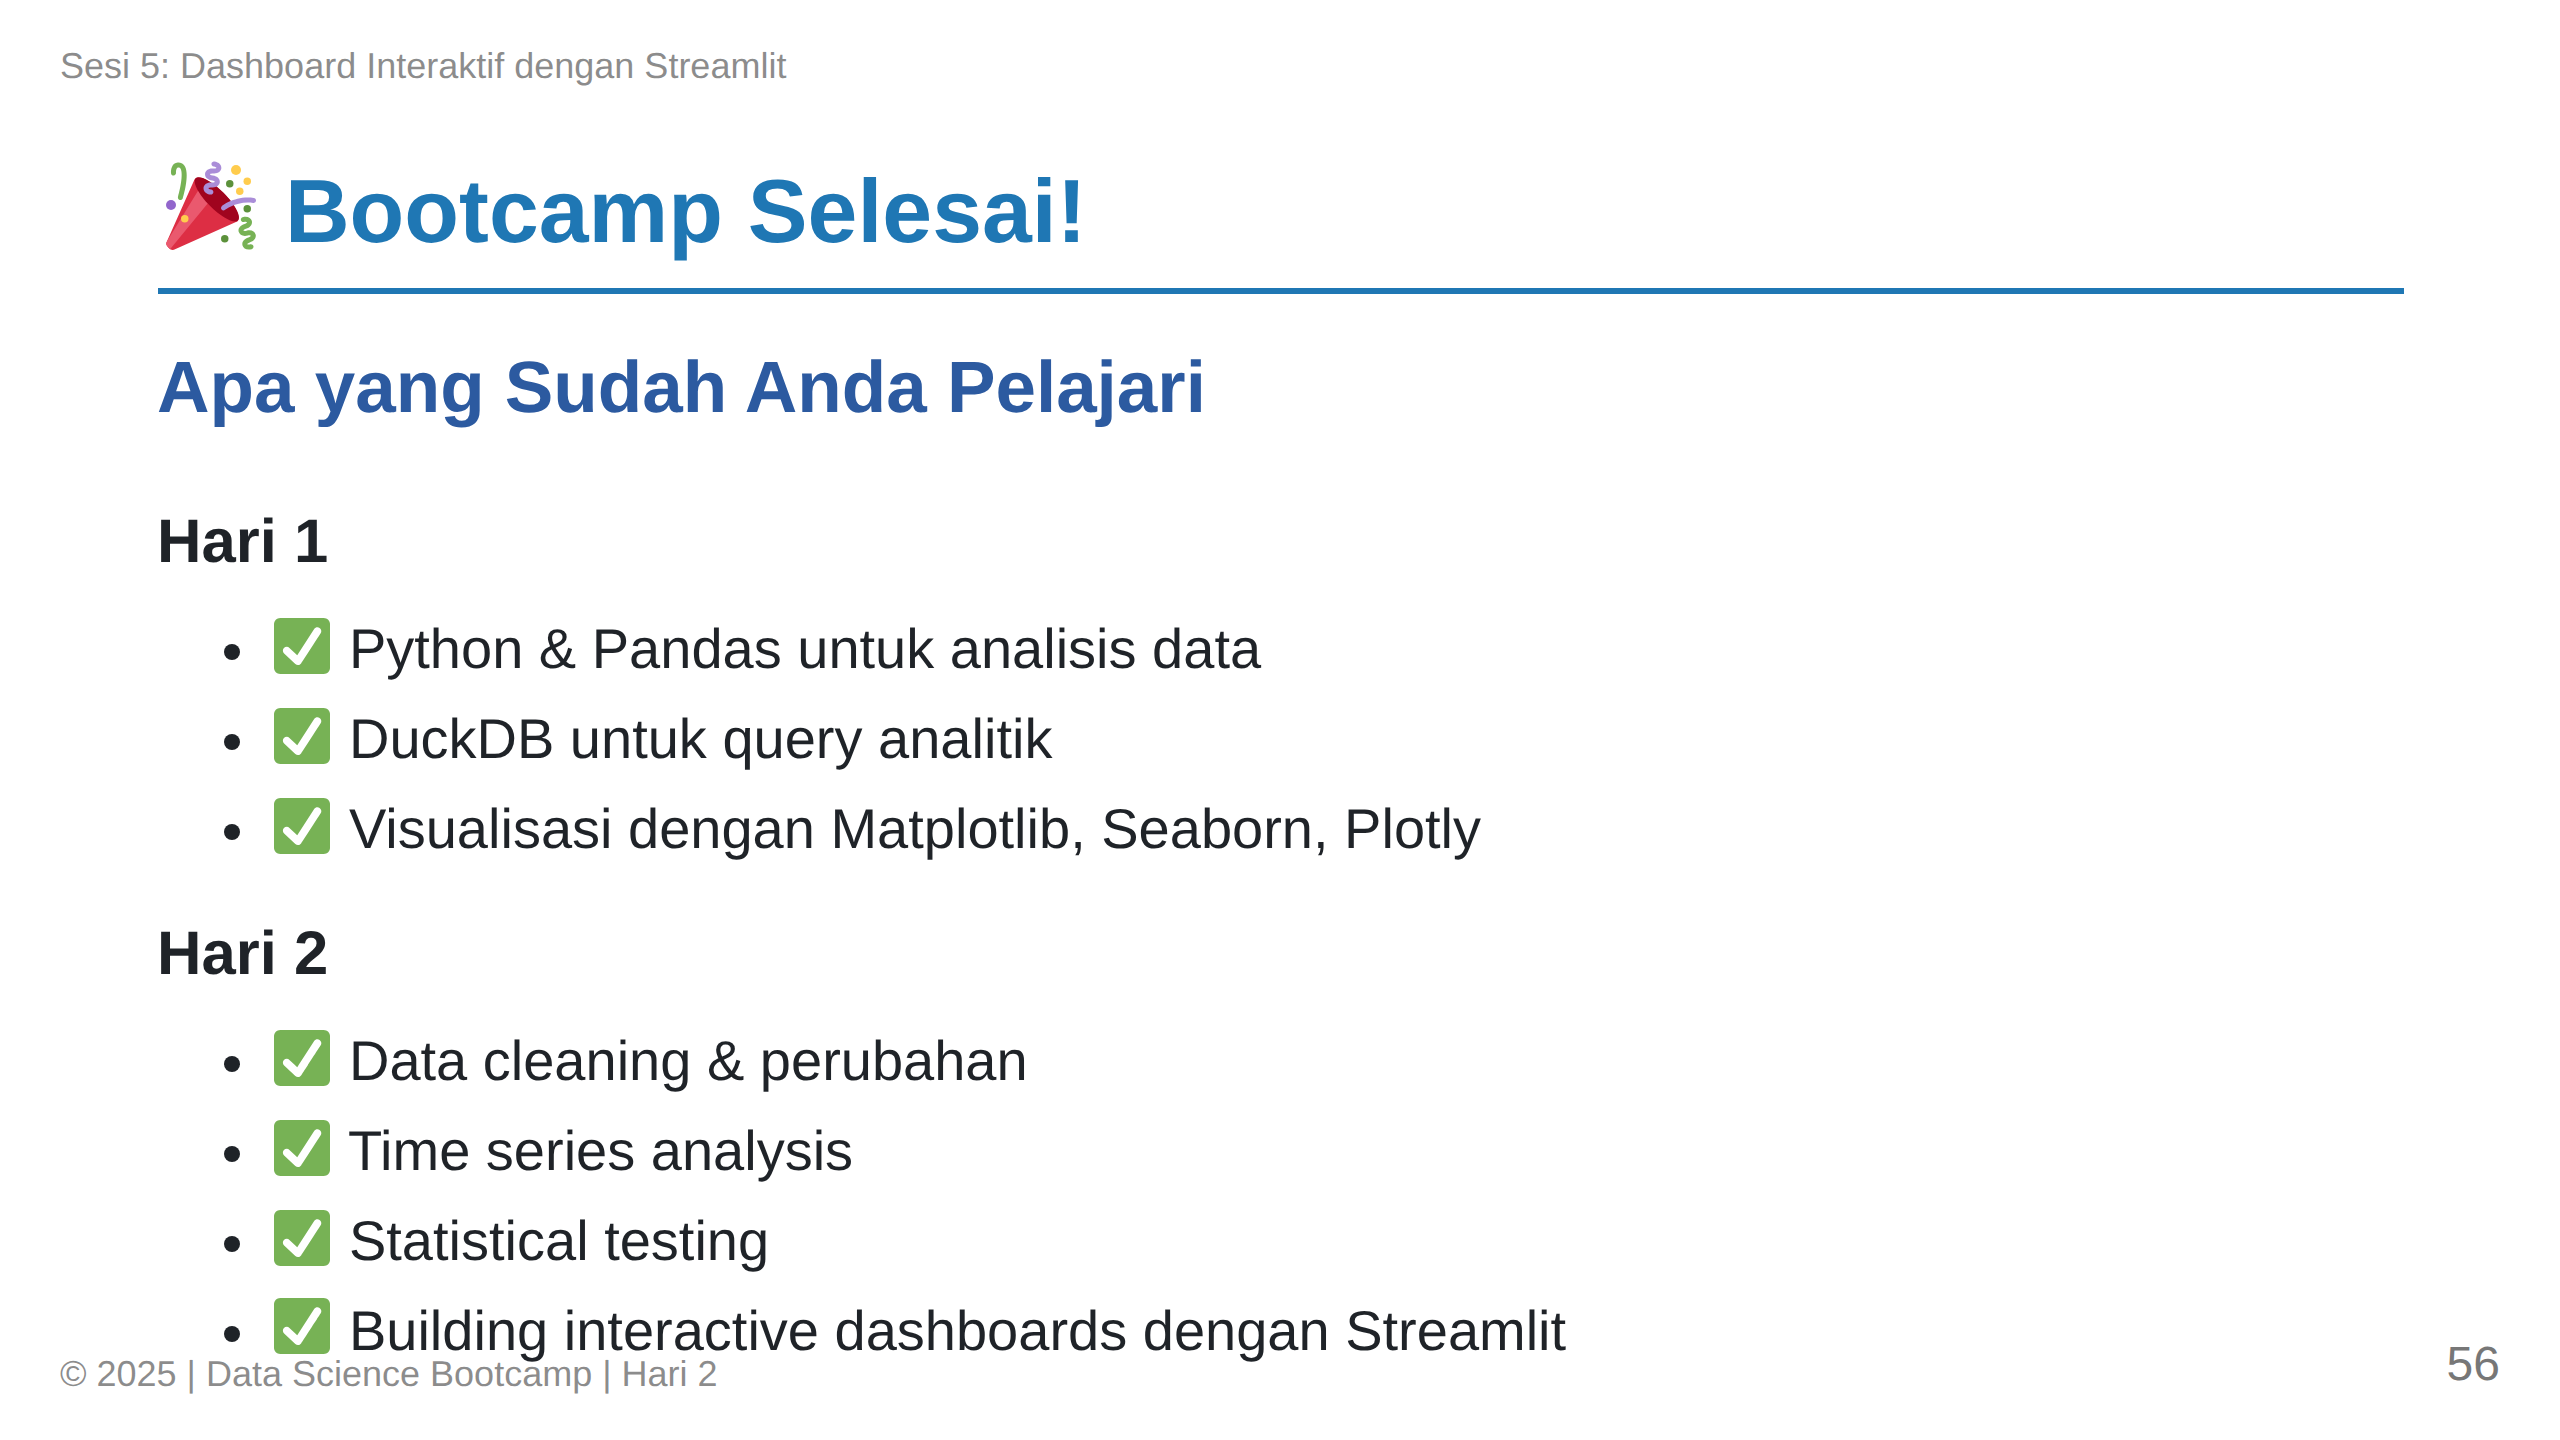 Sesi 5: Dashboard Interaktif dengan Streamlit
🎉 Bootcamp Selesai!
Apa yang Sudah Anda Pelajari
Hari 1
• ✅ Python & Pandas untuk analisis data
• ✅ DuckDB untuk query analitik
• ✅ Visualisasi dengan Matplotlib, Seaborn, Plotly
Hari 2
• ✅ Data cleaning & perubahan
• ✅ Time series analysis
• ✅ Statistical testing
• ✅ Building interactive dashboards dengan Streamlit
© 2025 | Data Science Bootcamp | Hari 2
56